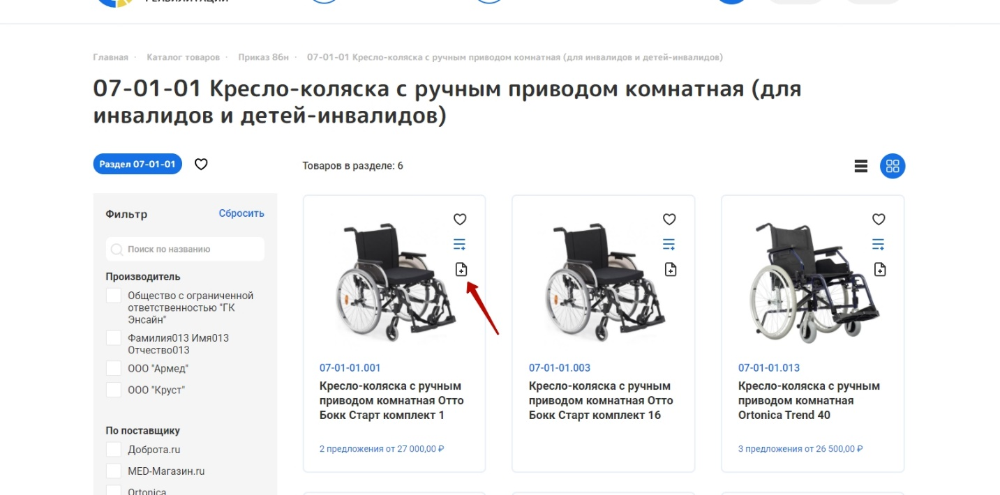 Главная · Каталог товаров · Приказ 86н · 07-01-01 Кресло-коляска с ручным приводом комнатная (для инвалидов и детей-инвалидов)
07-01-01 Кресло-коляска с ручным приводом комнатная (для
инвалидов и детей-инвалидов)
Раздел 07-01-01
Товаров в разделе: 6
Фильтр
Сбросить
Поиск по названию
Производитель
Общество с ограниченной
ответственностью "ГК
Энсайн"
Фамилия013 Имя013
Отчество013
ООО "Армед"
ООО "Круст"
По поставщику
Доброта.ru
MED-Магазин.ru
Ortonica
07-01-01.001
Кресло-коляска с ручным
приводом комнатная Отто
Бокк Старт комплект 1
2 предложения от 27 000,00 ₽
07-01-01.003
Кресло-коляска с ручным
приводом комнатная Отто
Бокк Старт комплект 16
07-01-01.013
Кресло-коляска с ручным
приводом комнатная
Ortonica Trend 40
3 предложения от 26 500,00 ₽